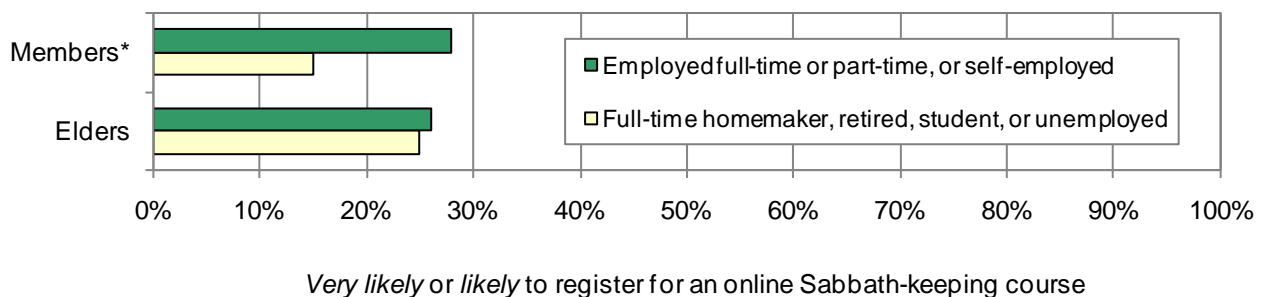 Members*
Employed full-time or part-time, or self-employed
Full-time homemaker, retired, student, or unemployed
Elders
0% 10% 20% 30% 40% 50% 60% 70% 80% 90% 100%
Very likely or likely to register for an online Sabbath-keeping course